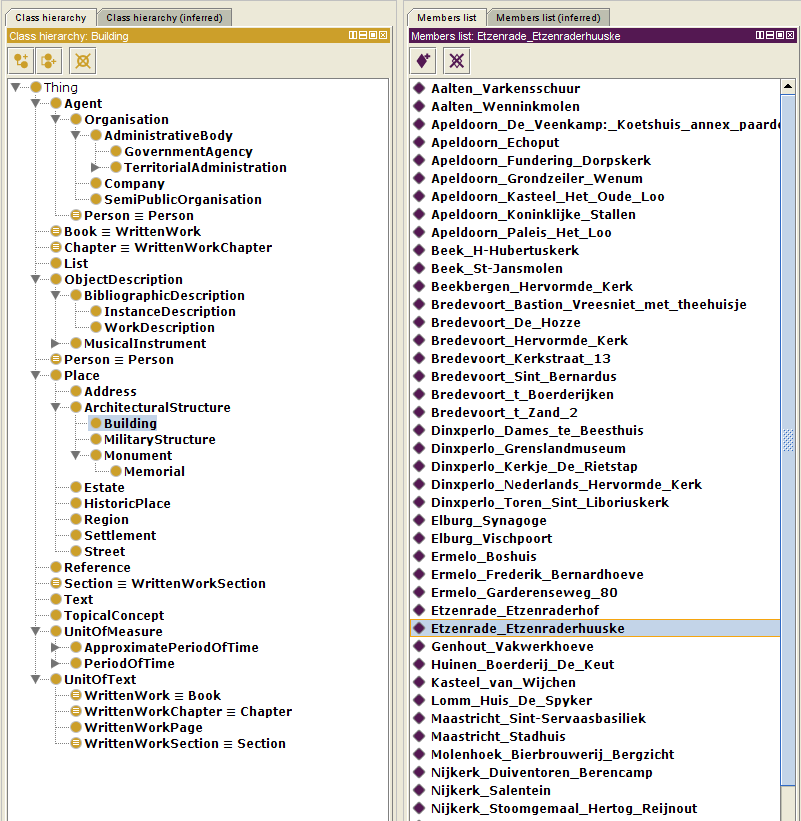 Class hierarchy
Class hierarchy (inferred)
Class hierarchy: Building
Thing
Agent
Organisation
AdministrativeBody
GovernmentAgency
TerritorialAdministration
Company
SemiPublicOrganisation
Person ≡ Person
Book ≡ WrittenWork
Chapter ≡ WrittenWorkChapter
List
ObjectDescription
BibliographicDescription
InstanceDescription
WorkDescription
MusicalInstrument
Person ≡ Person
Place
Address
ArchitecturalStructure
Building
MilitaryStructure
Monument
Memorial
Estate
HistoricPlace
Region
Settlement
Street
Reference
Section ≡ WrittenWorkSection
Text
TopicalConcept
UnitOfMeasure
ApproximatePeriodOfTime
PeriodOfTime
UnitOfText
WrittenWork ≡ Book
WrittenWorkChapter ≡ Chapter
WrittenWorkPage
WrittenWorkSection ≡ Section
Members list
Members list (inferred)
Members list: Etzenrade_Etzenraderhuuske
Aalten_Varkensschuur
Aalten_Wenninkmolen
Apeldoorn_De_Veenkamp:_Koetshuis_annex_paarde
Apeldoorn_Echoput
Apeldoorn_Fundering_Dorpskerk
Apeldoorn_Grondzeiler_Wenum
Apeldoorn_Kasteel_Het_Oude_Loo
Apeldoorn_Koninklijke_Stallen
Apeldoorn_Paleis_Het_Loo
Beek_H-Hubertuskerk
Beek_St-Jansmolen
Beekbergen_Hervormde_Kerk
Bredevoort_Bastion_Vreesniet_met_theehuisje
Bredevoort_De_Hozze
Bredevoort_Hervormde_Kerk
Bredevoort_Kerkstraat_13
Bredevoort_Sint_Bernardus
Bredevoort_t_Boerderijken
Bredevoort_t_Zand_2
Dinxperlo_Dames_te_Beesthuis
Dinxperlo_Grenslandmuseum
Dinxperlo_Kerkje_De_Rietstap
Dinxperlo_Nederlands_Hervormde_Kerk
Dinxperlo_Toren_Sint_Liboriuskerk
Elburg_Synagoge
Elburg_Vischpoort
Ermelo_Boshuis
Ermelo_Frederik_Bernardhoeve
Ermelo_Garderenseweg_80
Etzenrade_Etzenraderhof
Etzenrade_Etzenraderhuuske
Genhout_Vakwerkhoeve
Huinen_Boerderij_De_Keut
Kasteel_van_Wijchen
Lomm_Huis_De_Spyker
Maastricht_Sint-Servaasbasiliek
Maastricht_Stadhuis
Molenhoek_Bierbrouwerij_Bergzicht
Nijkerk_Duiventoren_Berencamp
Nijkerk_Salentein
Nijkerk_Stoomgemaal_Hertog_Reijnout